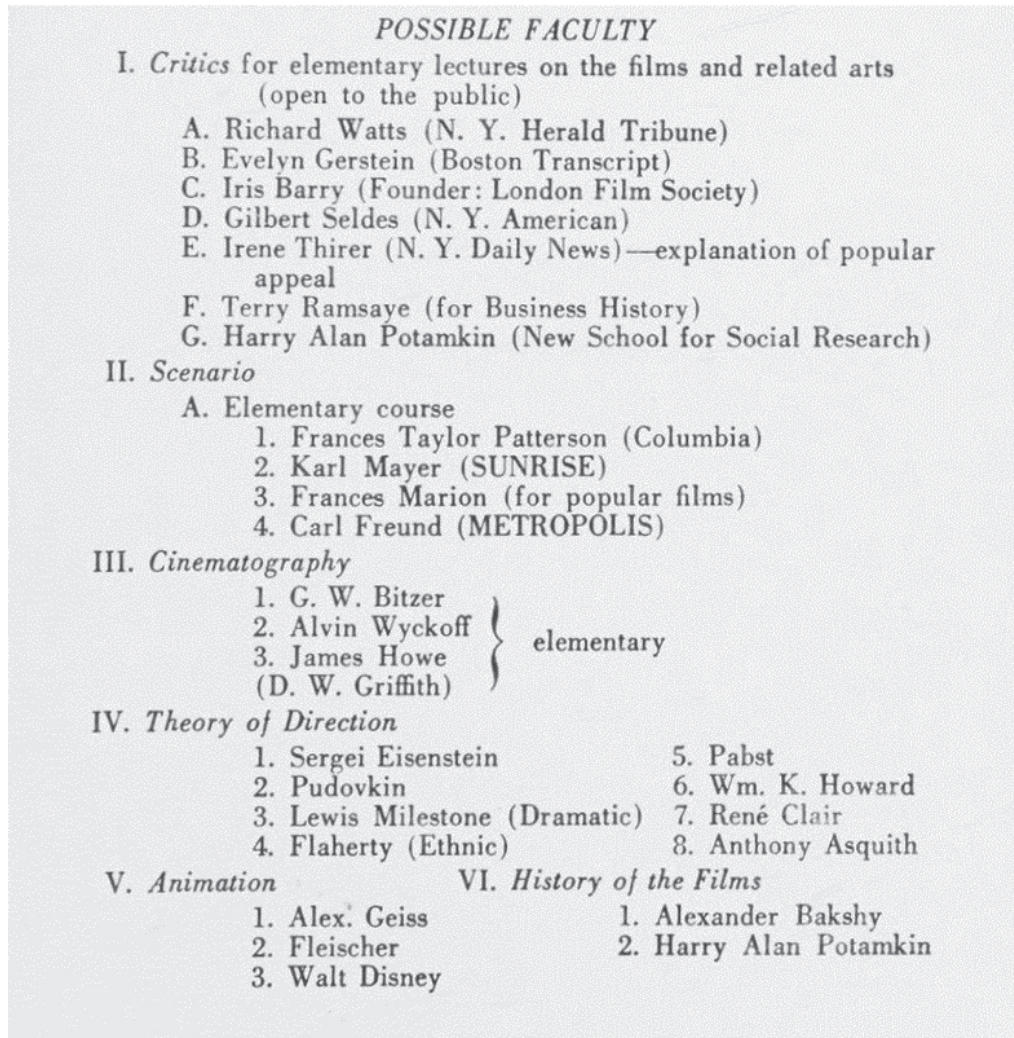 POSSIBLE FACULTY
I. Critics for elementary lectures on the films and related arts
(open to the public)
A. Richard Watts (N. Y. Herald Tribune)
B. Evelyn Gerstein (Boston Transcript)
C. Iris Barry (Founder: London Film Society)
D. Gilbert Seldes (N. Y. American)
E. Irene Thirer (N. Y. Daily News)—explanation of popular
appeal
F. Terry Ramsaye (for Business History)
G. Harry Alan Potamkin (New School for Social Research)
II. Scenario
A. Elementary course
1. Frances Taylor Patterson (Columbia)
2. Karl Mayer (SUNRISE)
3. Frances Marion (for popular films)
4. Carl Freund (METROPOLIS)
III. Cinematography
1. G. W. Bitzer
2. Alvin Wyckoff
3. James Howe
(D. W. Griffith)
elementary
IV. Theory of Direction
1. Sergei Eisenstein
2. Pudovkin
3. Lewis Milestone (Dramatic)
4. Flaherty (Ethnic)
5. Pabst
6. Wm. K. Howard
7. René Clair
8. Anthony Asquith
V. Animation
1. Alex. Geiss
2. Fleischer
3. Walt Disney
VI. History of the Films
1. Alexander Bakshy
2. Harry Alan Potamkin